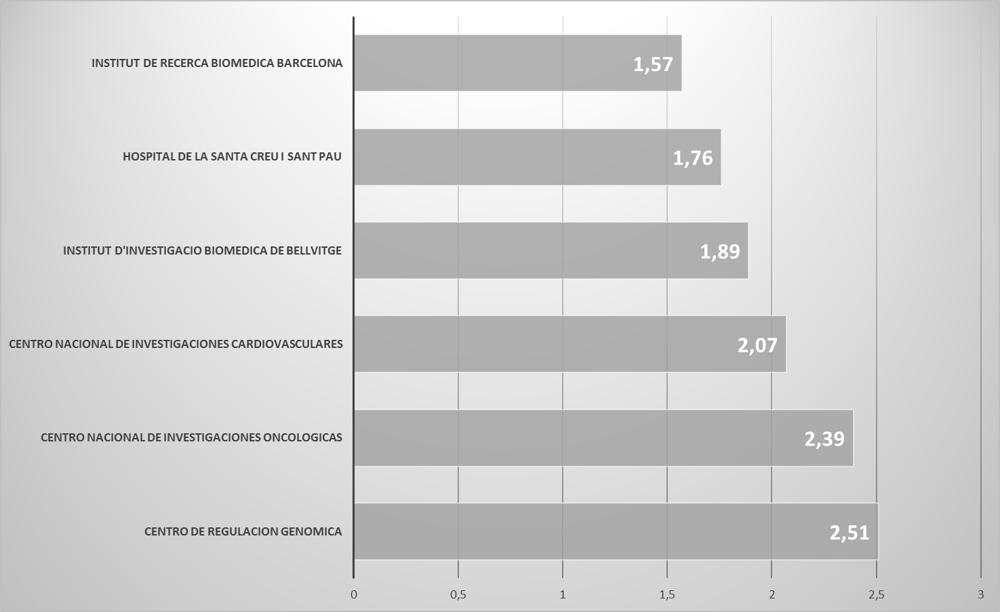 INSTITUT DE RECERCA BIOMEDICA BARCELONA
1,57
HOSPITAL DE LA SANTA CREU I SANT PAU
1,76
INSTITUT D'INVESTIGACIO BIOMEDICA DE BELLVITGE
1,89
CENTRO NACIONAL DE INVESTIGACIONES CARDIOVASCULARES
2,07
CENTRO NACIONAL DE INVESTIGACIONES ONCOLOGICAS
2,39
CENTRO DE REGULACION GENOMICA
2,51
0 0,5 1 1,5 2 2,5 3